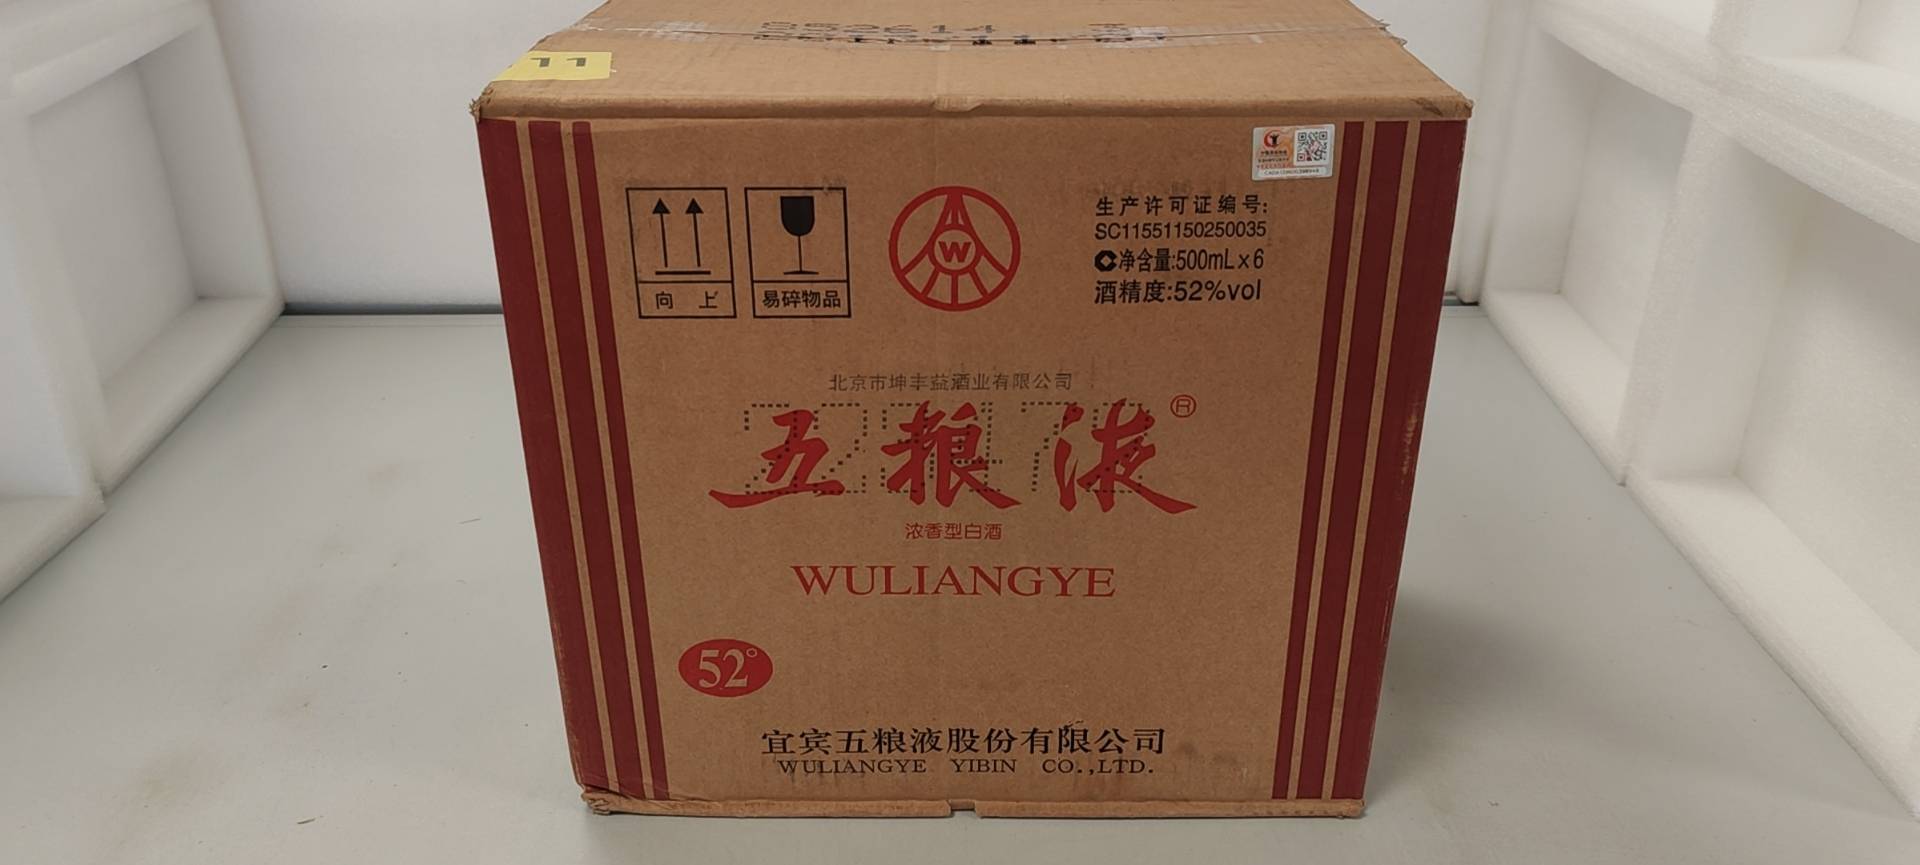 11
向 上
易碎物品
W
生产许可证编号:
SC11551150250035
净含量:500mL×6
酒精度:52%vol
北京市坤丰益酒业有限公司
五粮液®
浓香型白酒
WULIANGYE
52°
宜宾五粮液股份有限公司
WULIANGYE YIBIN CO.,LTD.